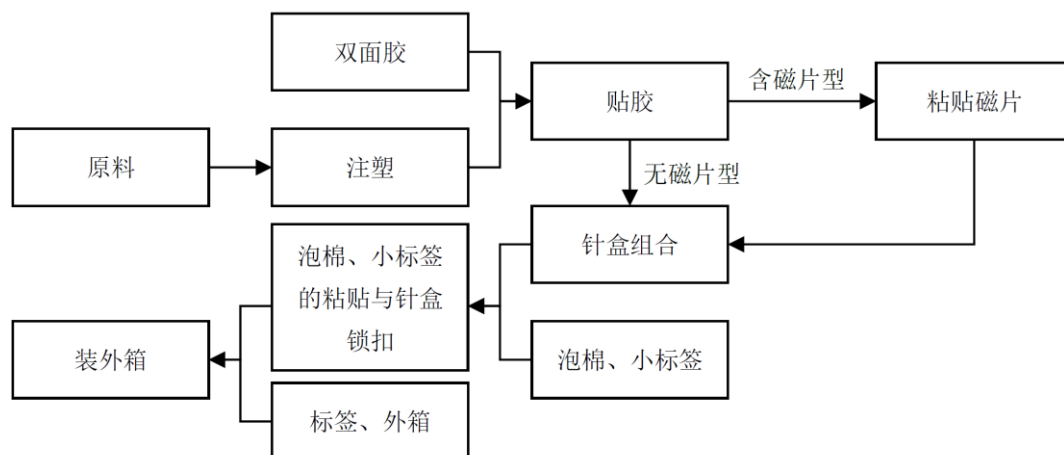 双面胶
贴胶
含磁片型
粘贴磁片
原料
注塑
无磁片型
针盒组合
泡棉、小标签
的粘贴与针盒
锁扣
装外箱
泡棉、小标签
标签、外箱